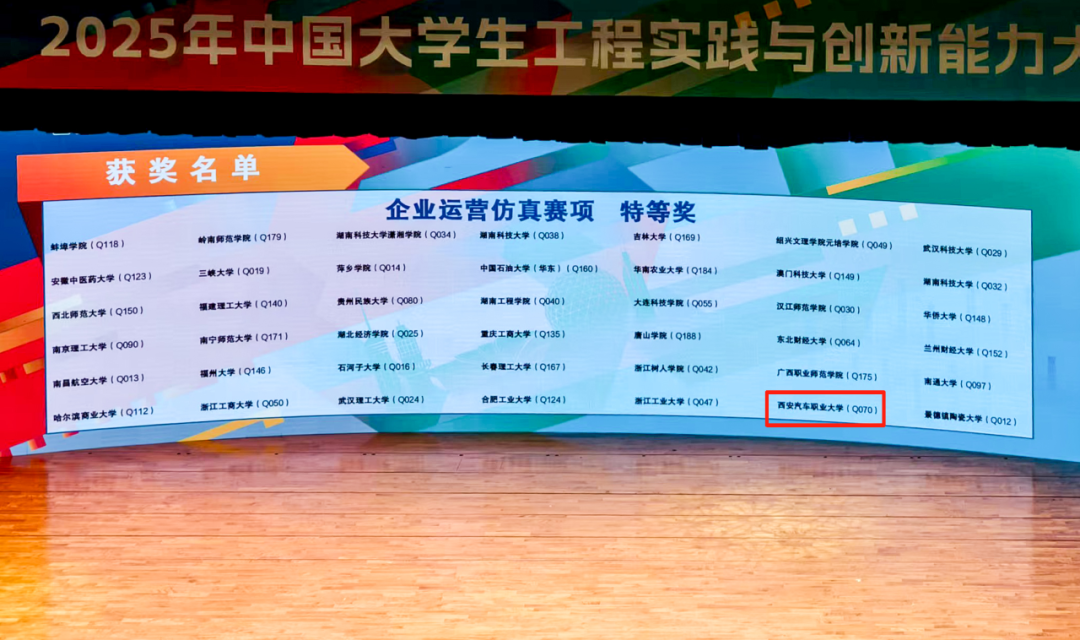 2025年中国大学生工程实践与创新能力大
获奖名单
企业运营仿真赛项 特等奖
蚌埠学院（Q118） 岭南师范学院（Q179） 湖南科技大学潇湘学院（Q034） 湖南科技大学（Q038） 吉林大学（Q169） 绍兴文理学院元培学院（Q049） 武汉科技大学（Q029）
安徽中医药大学（Q123） 三峡大学（Q019） 萍乡学院（Q014） 中国石油大学（华东）（Q160） 华南农业大学（Q184） 澳门科技大学（Q149） 湖南科技大学（Q032）
西北师范大学（Q150） 福建理工大学（Q140） 贵州民族大学（Q080） 湖南工程学院（Q040） 大连科技学院（Q055） 汉江师范学院（Q030） 华侨大学（Q148）
南京理工大学（Q090） 南宁师范大学（Q171） 湖北经济学院（Q025） 重庆工商大学（Q135） 唐山学院（Q188） 东北财经大学（Q064） 兰州财经大学（Q152）
南昌航空大学（Q013） 福州大学（Q146） 石河子大学（Q016） 长春理工大学（Q167） 浙江树人学院（Q042） 广西职业师范学院（Q175） 南通大学（Q097）
哈尔滨商业大学（Q112） 浙江工商大学（Q050） 武汉理工大学（Q024） 合肥工业大学（Q124） 浙江工业大学（Q047） 西安汽车职业大学（Q070） 景德镇陶瓷大学（Q012）